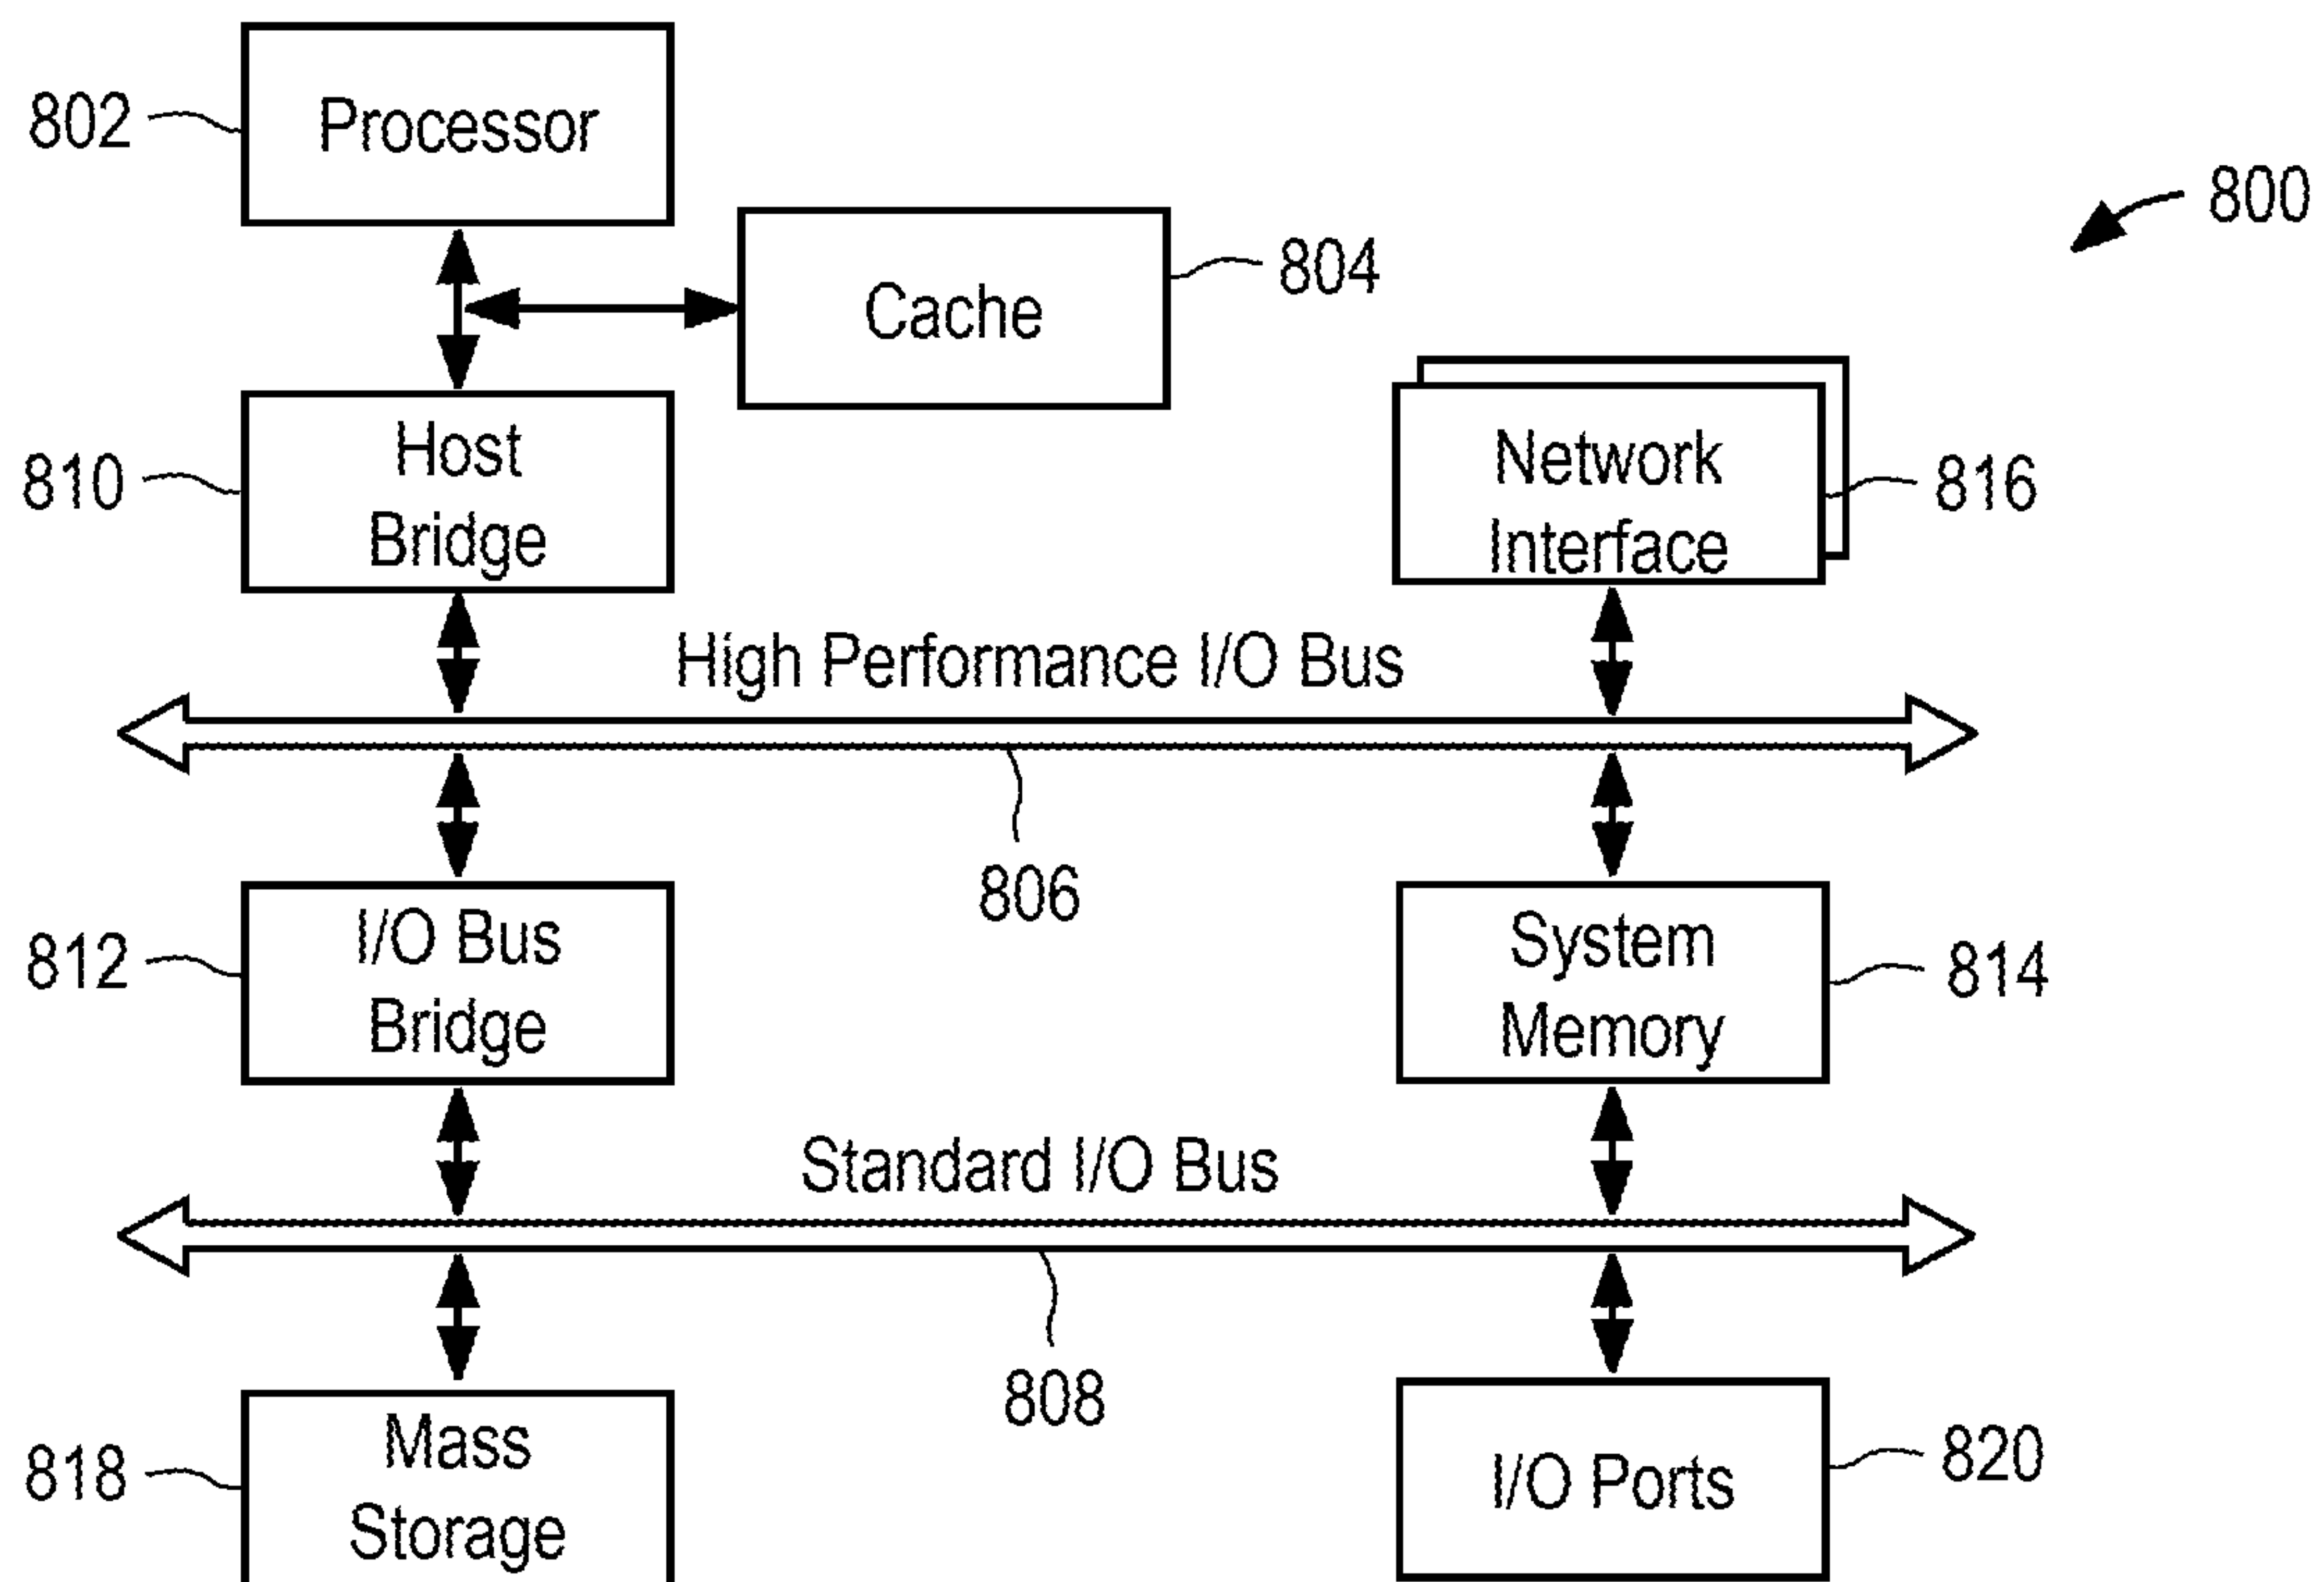 802
Processor
800
804
Cache
Host
Bridge
810
Network
Interface
816
High Performance I/O Bus
806
812
I/O Bus
Bridge
System
Memory
814
Standard I/O Bus
808
818
Mass
Storage
I/O Ports
820